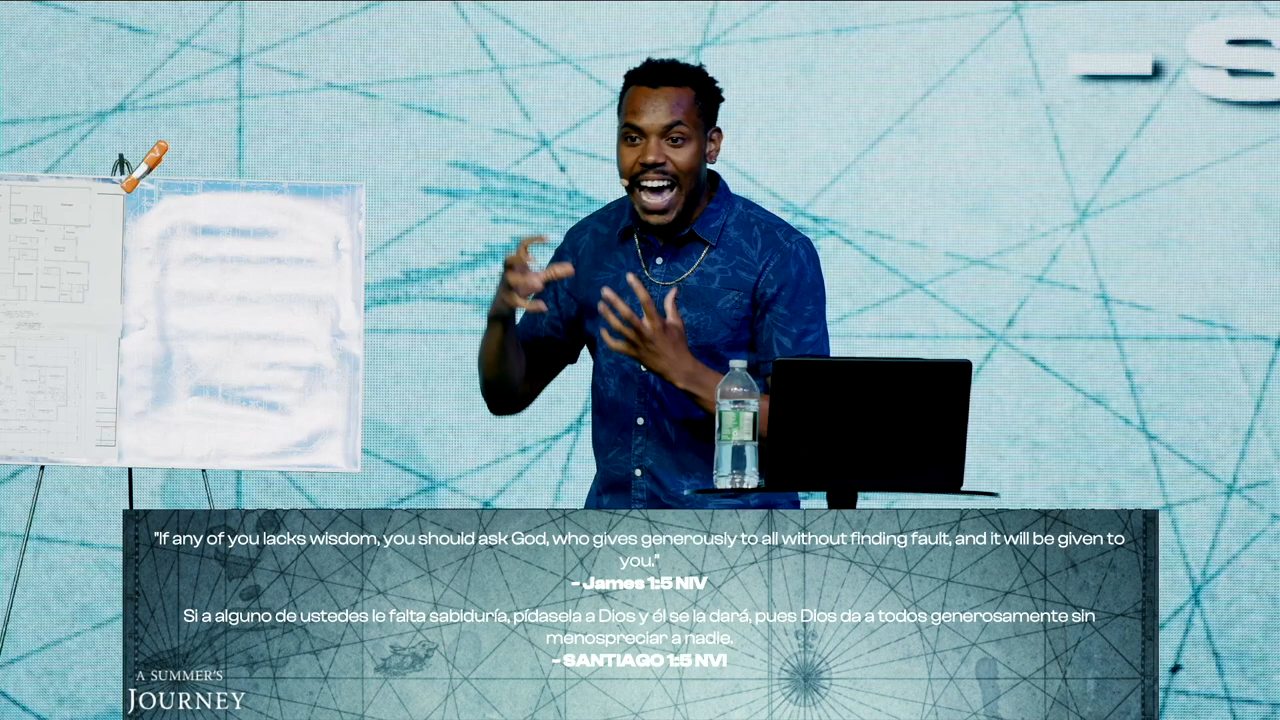 - S
"If any of you lacks wisdom, you should ask God, who gives generously to all without finding fault, and it will be given to
you."
- James 1:5 NIV
Si a alguno de ustedes le falta sabiduría, pídasela a Dios y él se la dará, pues Dios da a todos generosamente sin
menospreciar a nadie.
- SANTIAGO 1:5 NVI
A SUMMER'S
JOURNEY